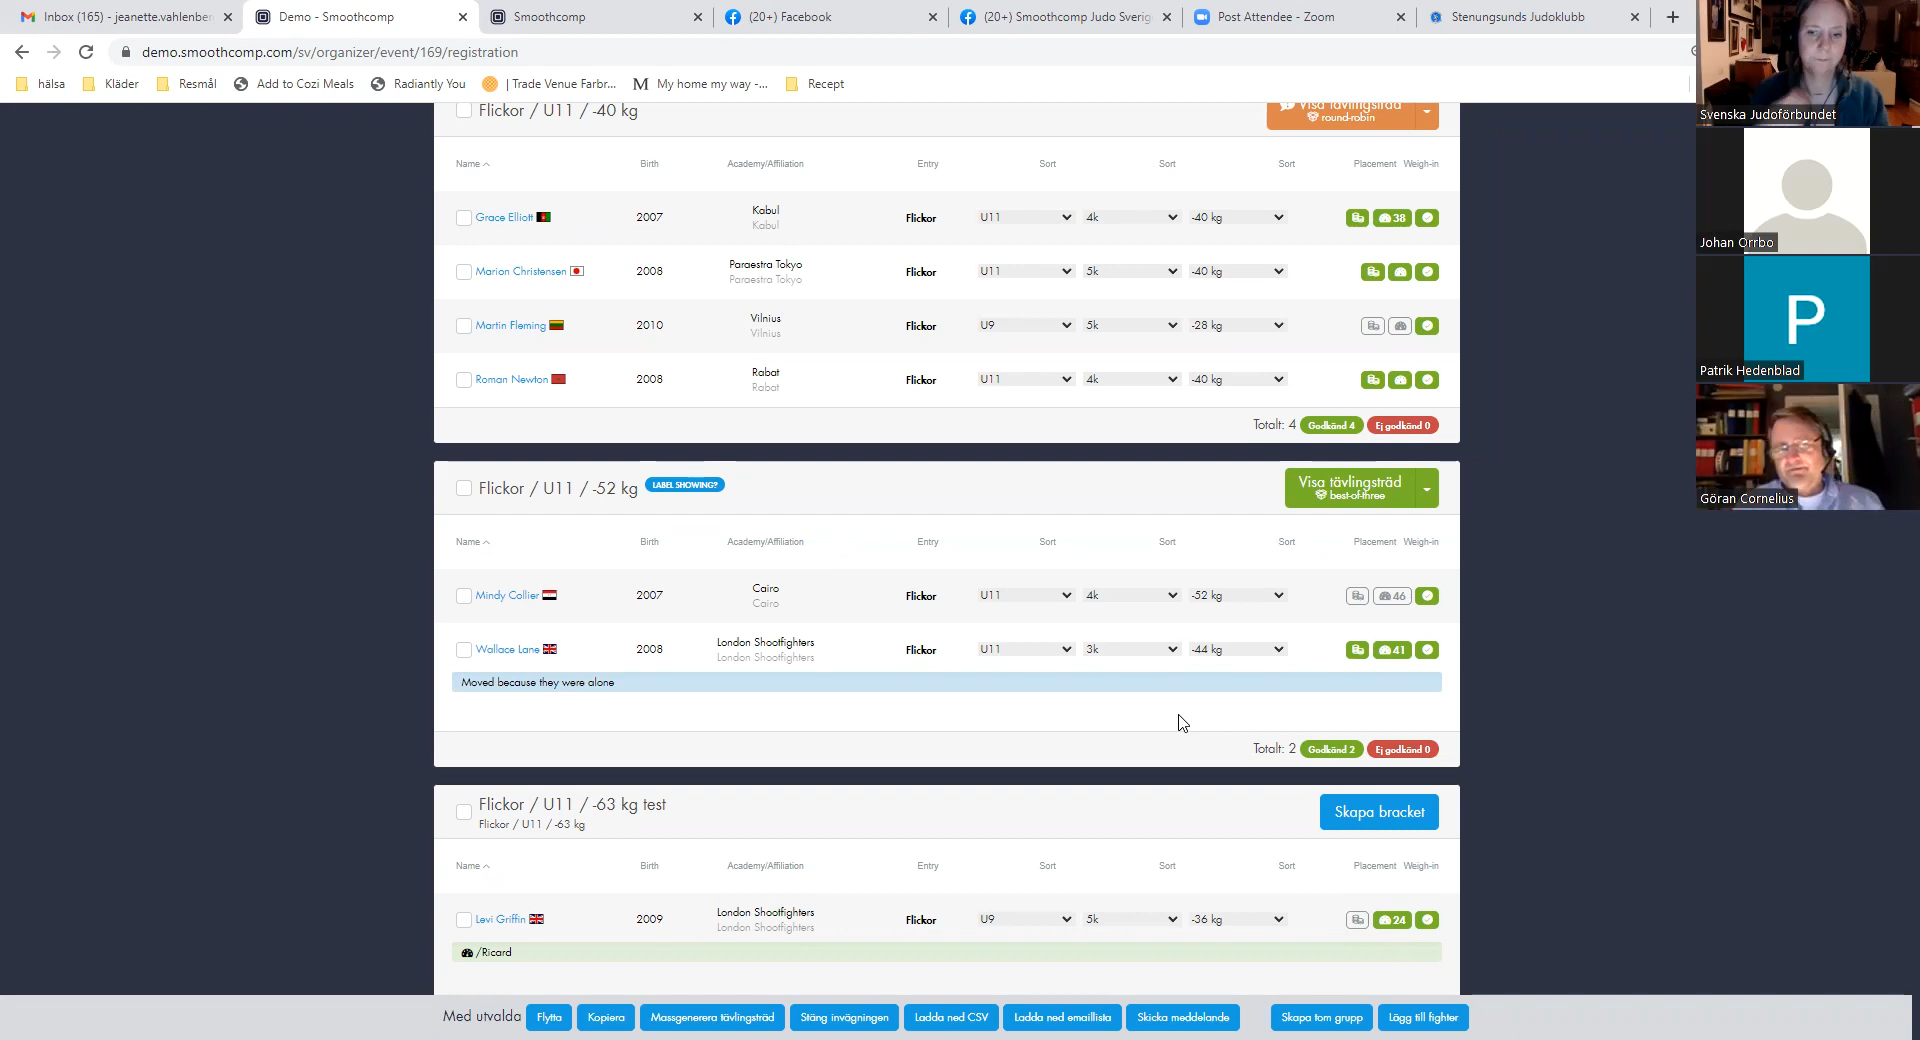 Inbox (165) - jeanette.vahlenber
Demo - Smoothcomp
Smoothcomp
(20+) Facebook
(20+) Smoothcomp Judo Sverig
Post Attendee - Zoom
Stenungsunds Judoklubb
demo.smoothcomp.com/sv/organizer/event/169/registration
hälsa
Kläder
Resmål
Add to Cozi Meals
Radiantly You
| Trade Venue Farbr...
My home my way -...
Recept
Flickor / U11 / -40 kg
Visa tävlingsträd
round-robin
Name Birth Academy/Affiliation Entry Sort Sort Sort Placement Weigh-in
Grace Elliott 2007 Kabul Flickor U11 4k -40 kg 38
Kabul
Marion Christensen 2008 Paraestra Tokyo Flickor U11 5k -40 kg
Paraestra Tokyo
Martin Fleming 2010 Vilnius Flickor U9 5k -28 kg
Vilnius
Roman Newton 2008 Rabat Flickor U11 4k -40 kg
Rabat
Totalt: 4 Godkänd 4 Ej godkänd 0
Flickor / U11 / -52 kg LABEL SHOWING?
Visa tävlingsträd
best-of-three
Name Birth Academy/Affiliation Entry Sort Sort Sort Placement Weigh-in
Mindy Collier 2007 Cairo Flickor U11 4k -52 kg 46
Cairo
Wallace Lane 2008 London Shootfighters Flickor U11 3k -44 kg 41
London Shootfighters
Moved because they were alone
Totalt: 2 Godkänd 2 Ej godkänd 0
Flickor / U11 / -63 kg test
Flickor / U11 / -63 kg
Skapa bracket
Name Birth Academy/Affiliation Entry Sort Sort Sort Placement Weigh-in
Levi Griffin 2009 London Shootfighters Flickor U9 5k -36 kg 24
London Shootfighters
/Ricard
Med utvalda Flytta Kopiera Massgenerera tävlingsträd Stäng invägningen Ladda ned CSV Ladda ned emaillista Skicka meddelande Skapa tom grupp Lägg till fighter
Svenska Judoförbundet
Johan Orrbo
P
Patrik Hedenblad
Göran Cornelius